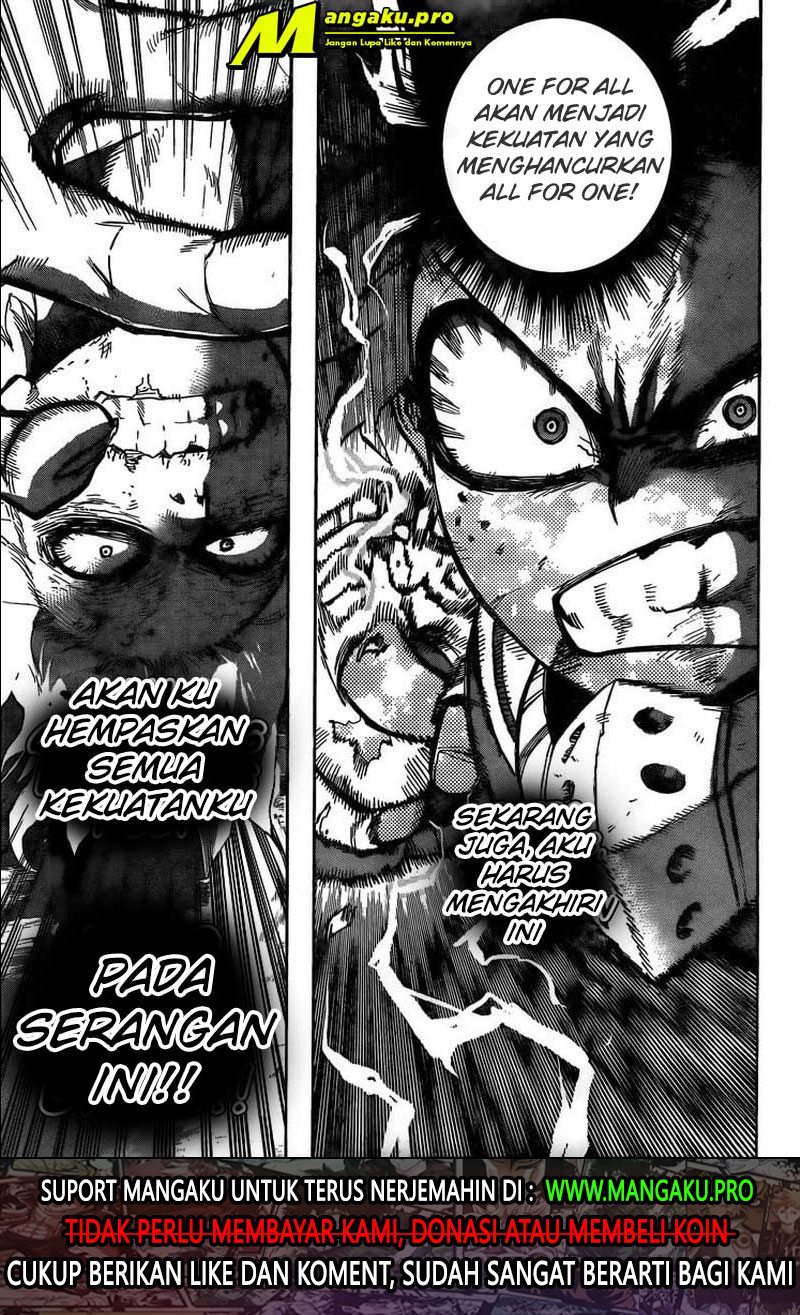 Mangaku.pro
Jangan Lupa Like dan Komennya
ONE FOR ALL
AKAN MENJADI
KEKUATAN YANG
MENGHANCURKAN
ALL FOR ONE!
SEKARANG
JUGA, AKU
HARUS
MENGAKHIRI
INI
AKAN KU
HEMPASKAN
SEMUA
KEKUATANKU
PADA
SERANGAN
INI!!
SUPORT MANGAKU UNTUK TERUS NERJEMAHIN DI : WWW.MANGAKU.PRO
TIDAK PERLU MEMBAYAR KAMI, DONASI ATAU MEMBELI KOIN
CUKUP BERIKAN LIKE DAN KOMENT, SUDAH SANGAT BERARTI BAGI KAMI